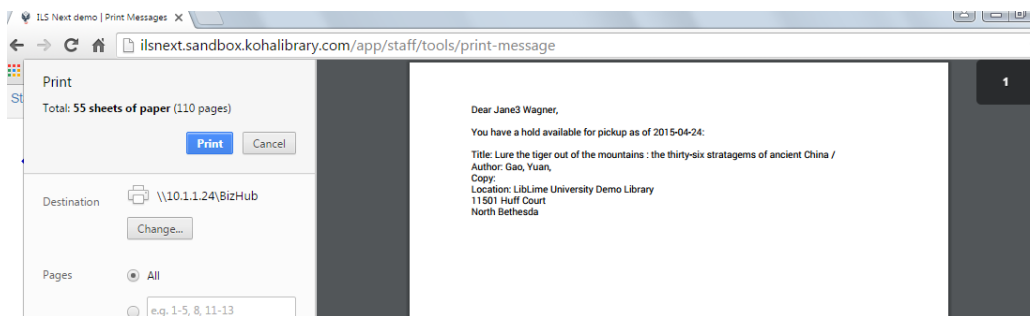 ILS Next demo | Print Messages
ilsnext.sandbox.kohalibrary.com/app/staff/tools/print-message
St
Print
Total: 55 sheets of paper (110 pages)
Print Cancel
Destination \\10.1.1.24\BizHub
Change...
Pages All
e.g. 1-5, 8, 11-13
1
Dear Jane3 Wagner,
You have a hold available for pickup as of 2015-04-24:
Title: Lure the tiger out of the mountains : the thirty-six stratagems of ancient China /
Author: Gao, Yuan,
Copy:
Location: LibLime University Demo Library
11501 Huff Court
North Bethesda